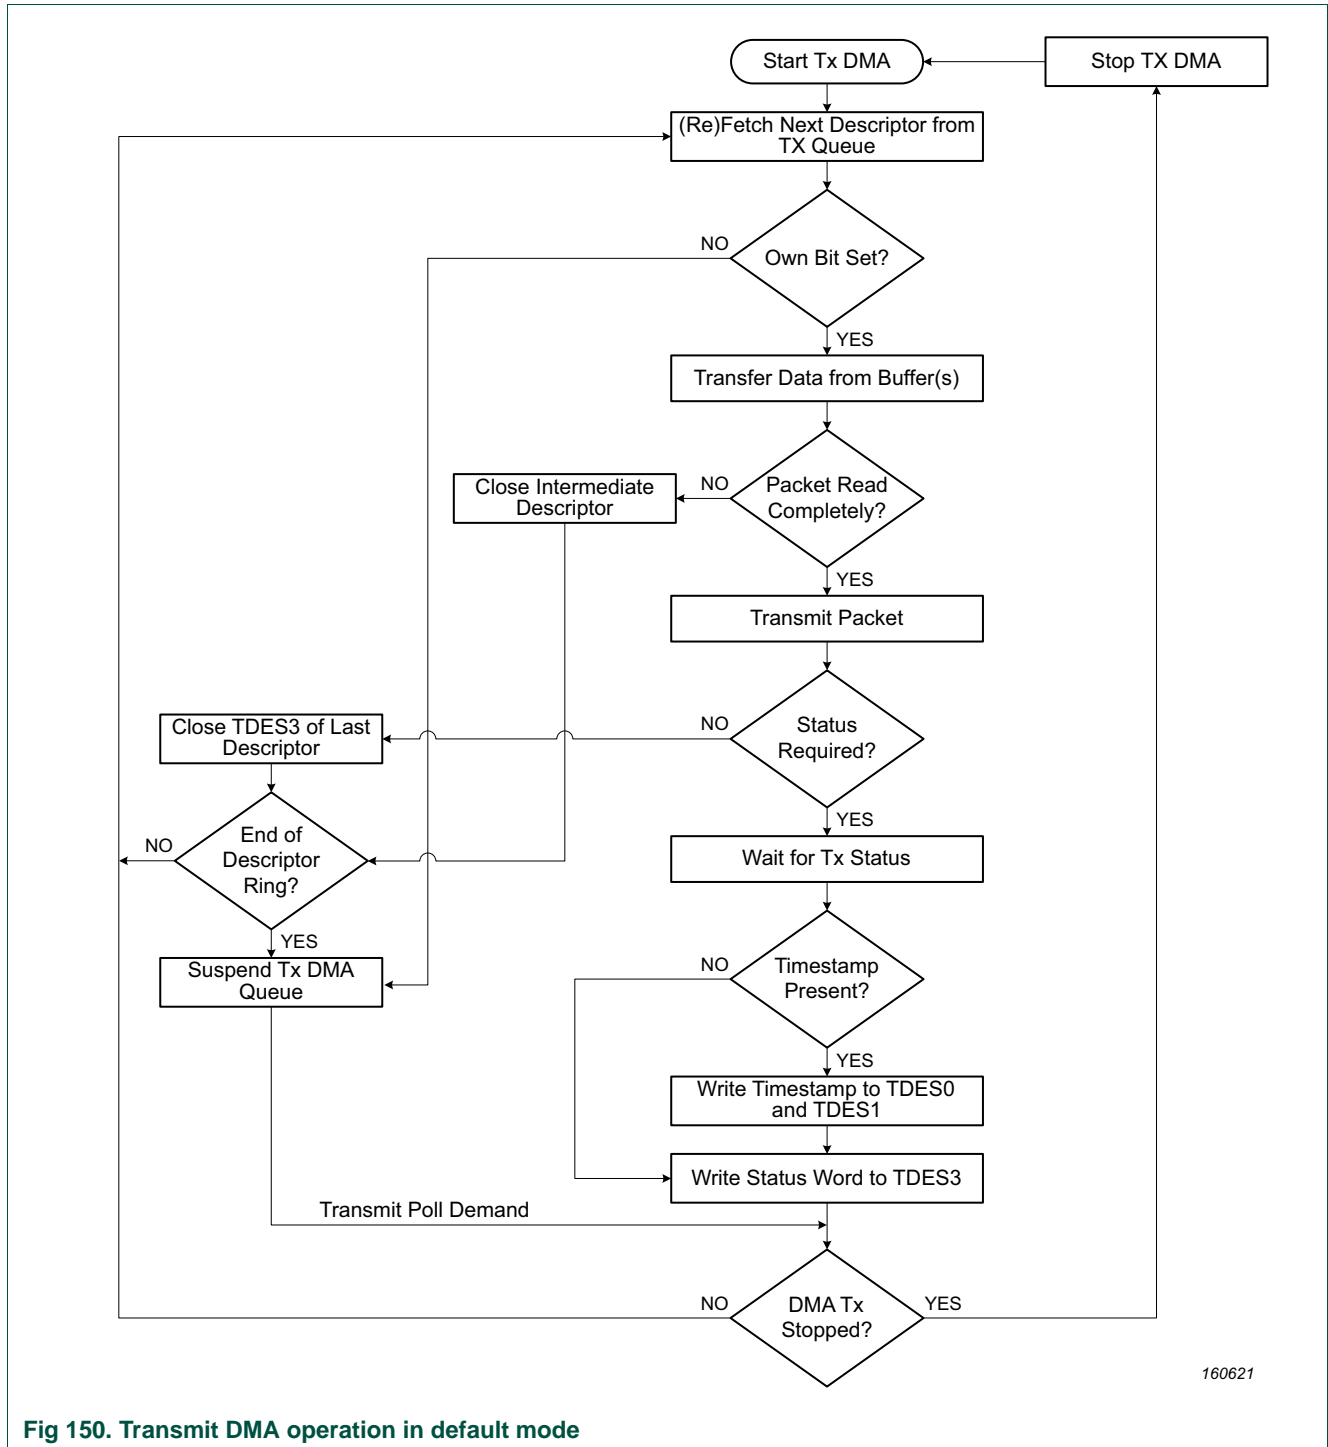 Start Tx DMA
Stop TX DMA
(Re)Fetch Next Descriptor from
TX Queue
NO
Own Bit Set?
YES
Transfer Data from Buffer(s)
Close Intermediate
Descriptor
NO
Packet Read
Completely?
YES
Transmit Packet
Close TDES3 of Last
Descriptor
NO
Status
Required?
YES
NO
End of
Descriptor
Ring?
Wait for Tx Status
YES
Suspend Tx DMA
Queue
NO
Timestamp
Present?
YES
Write Timestamp to TDES0
and TDES1
Write Status Word to TDES3
Transmit Poll Demand
NO
DMA Tx
Stopped?
YES
160621
Fig 150. Transmit DMA operation in default mode